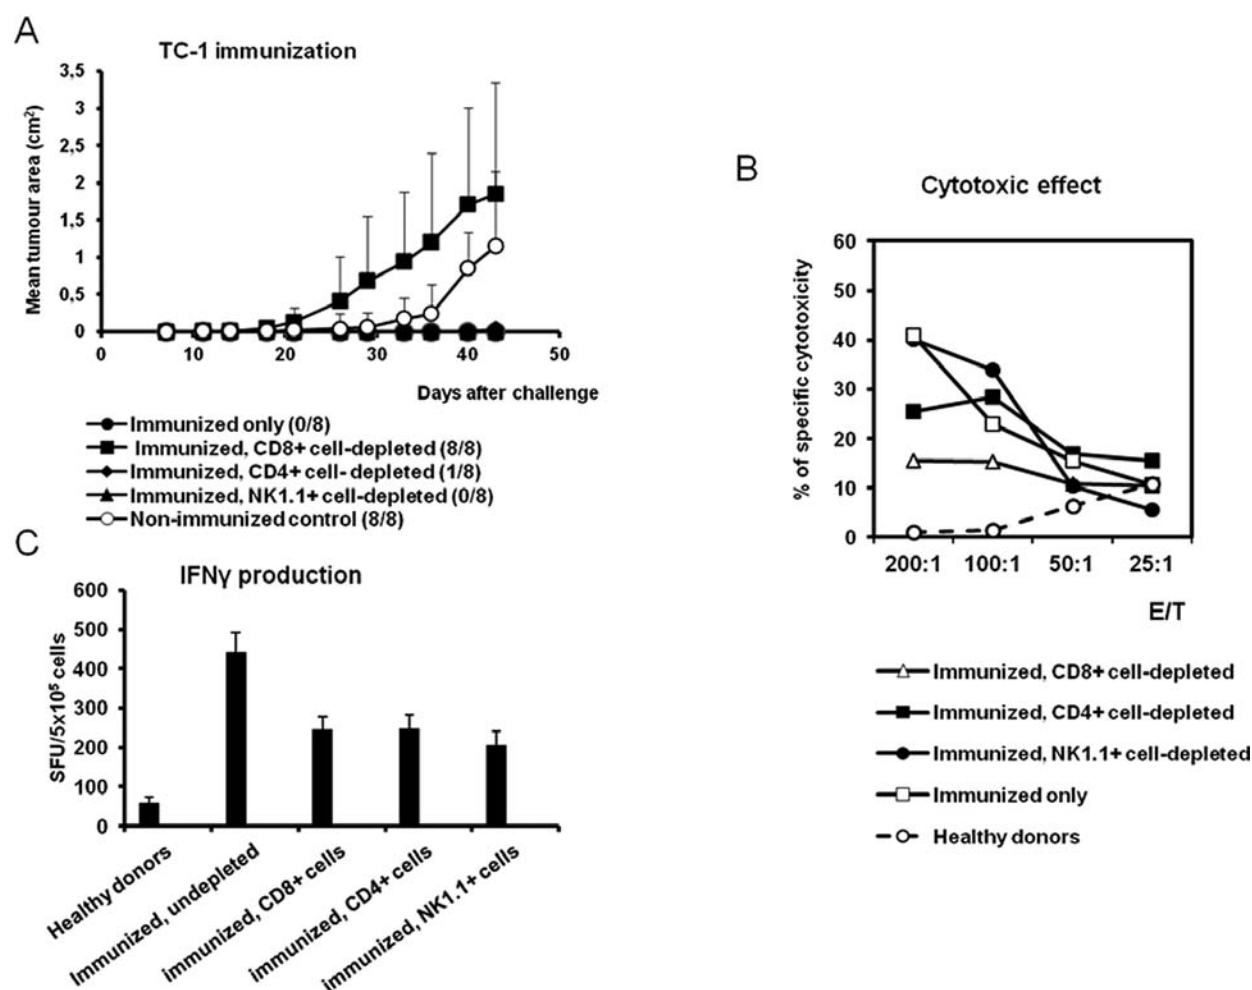 A
TC-1 immunization
Mean tumour area (cm²)
3,5
3
2,5
2
1,5
1
0,5
0
0 10 20 30 40 50
Days after challenge
Immunized only (0/8)
Immunized, CD8+ cell-depleted (8/8)
Immunized, CD4+ cell- depleted (1/8)
Immunized, NK1.1+ cell-depleted (0/8)
Non-immunized control (8/8)
B
Cytotoxic effect
% of specific cytotoxicity
60
50
40
30
20
10
0
200:1 100:1 50:1 25:1
E/T
Immunized, CD8+ cell-depleted
Immunized, CD4+ cell-depleted
Immunized, NK1.1+ cell-depleted
Immunized only
Healthy donors
C
IFNγ production
SFU/5x10⁵ cells
600
500
400
300
200
100
0
Healthy donors
Immunized, undepleted
immunized, CD8+ cells
immunized, CD4+ cells
immunized, NK1.1+ cells